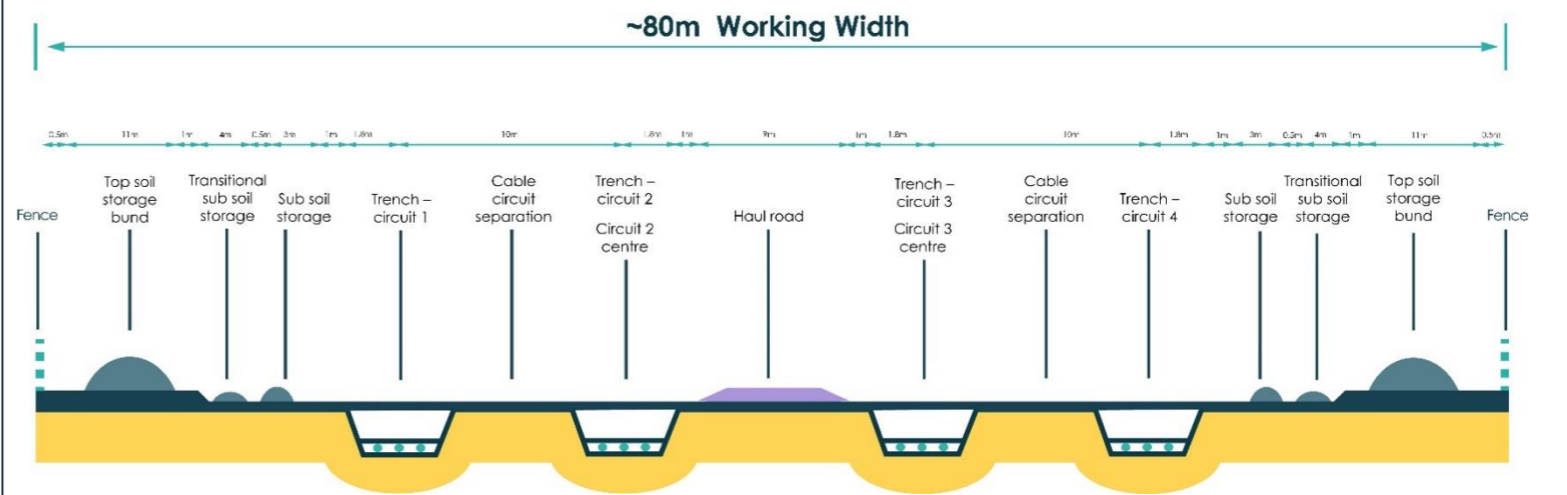 ~80m Working Width
0.5m 11m 1m 4m 0.5m 3m 1m 1.8m 10m 1.8m 1m 9m 1m 1.8m 10m 1.8m 1m 3m 0.5m 4m 1m 11m 0.5m
Fence
Top soil
storage
bund
Transitional
sub soil
storage
Sub soil
storage
Trench –
circuit 1
Cable
circuit
separation
Trench –
circuit 2
Circuit 2
centre
Haul road
Trench –
circuit 3
Circuit 3
centre
Cable
circuit
separation
Trench –
circuit 4
Sub soil
storage
Transitional
sub soil
storage
Top soil
storage
bund
Fence